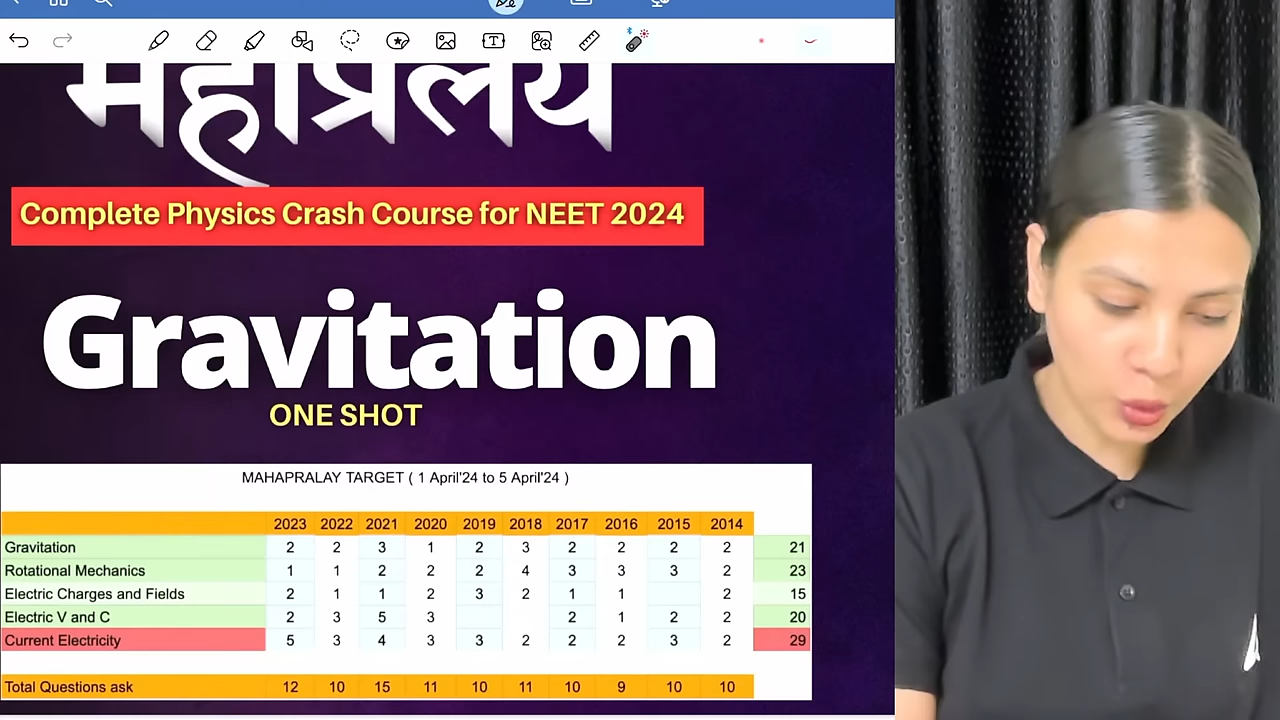 महाप्रलय
Complete Physics Crash Course for NEET 2024
Gravitation
ONE SHOT
MAHAPRALAY TARGET ( 1 April'24 to 5 April'24 )
2023 2022 2021 2020 2019 2018 2017 2016 2015 2014
Gravitation 2 2 3 1 2 3 2 2 2 2 21
Rotational Mechanics 1 1 2 2 2 4 3 3 3 2 23
Electric Charges and Fields 2 1 1 2 3 2 1 1 2 15
Electric V and C 2 3 5 3 2 1 2 2 20
Current Electricity 5 3 4 3 3 2 2 2 3 2 29
Total Questions ask 12 10 15 11 10 11 10 9 10 10